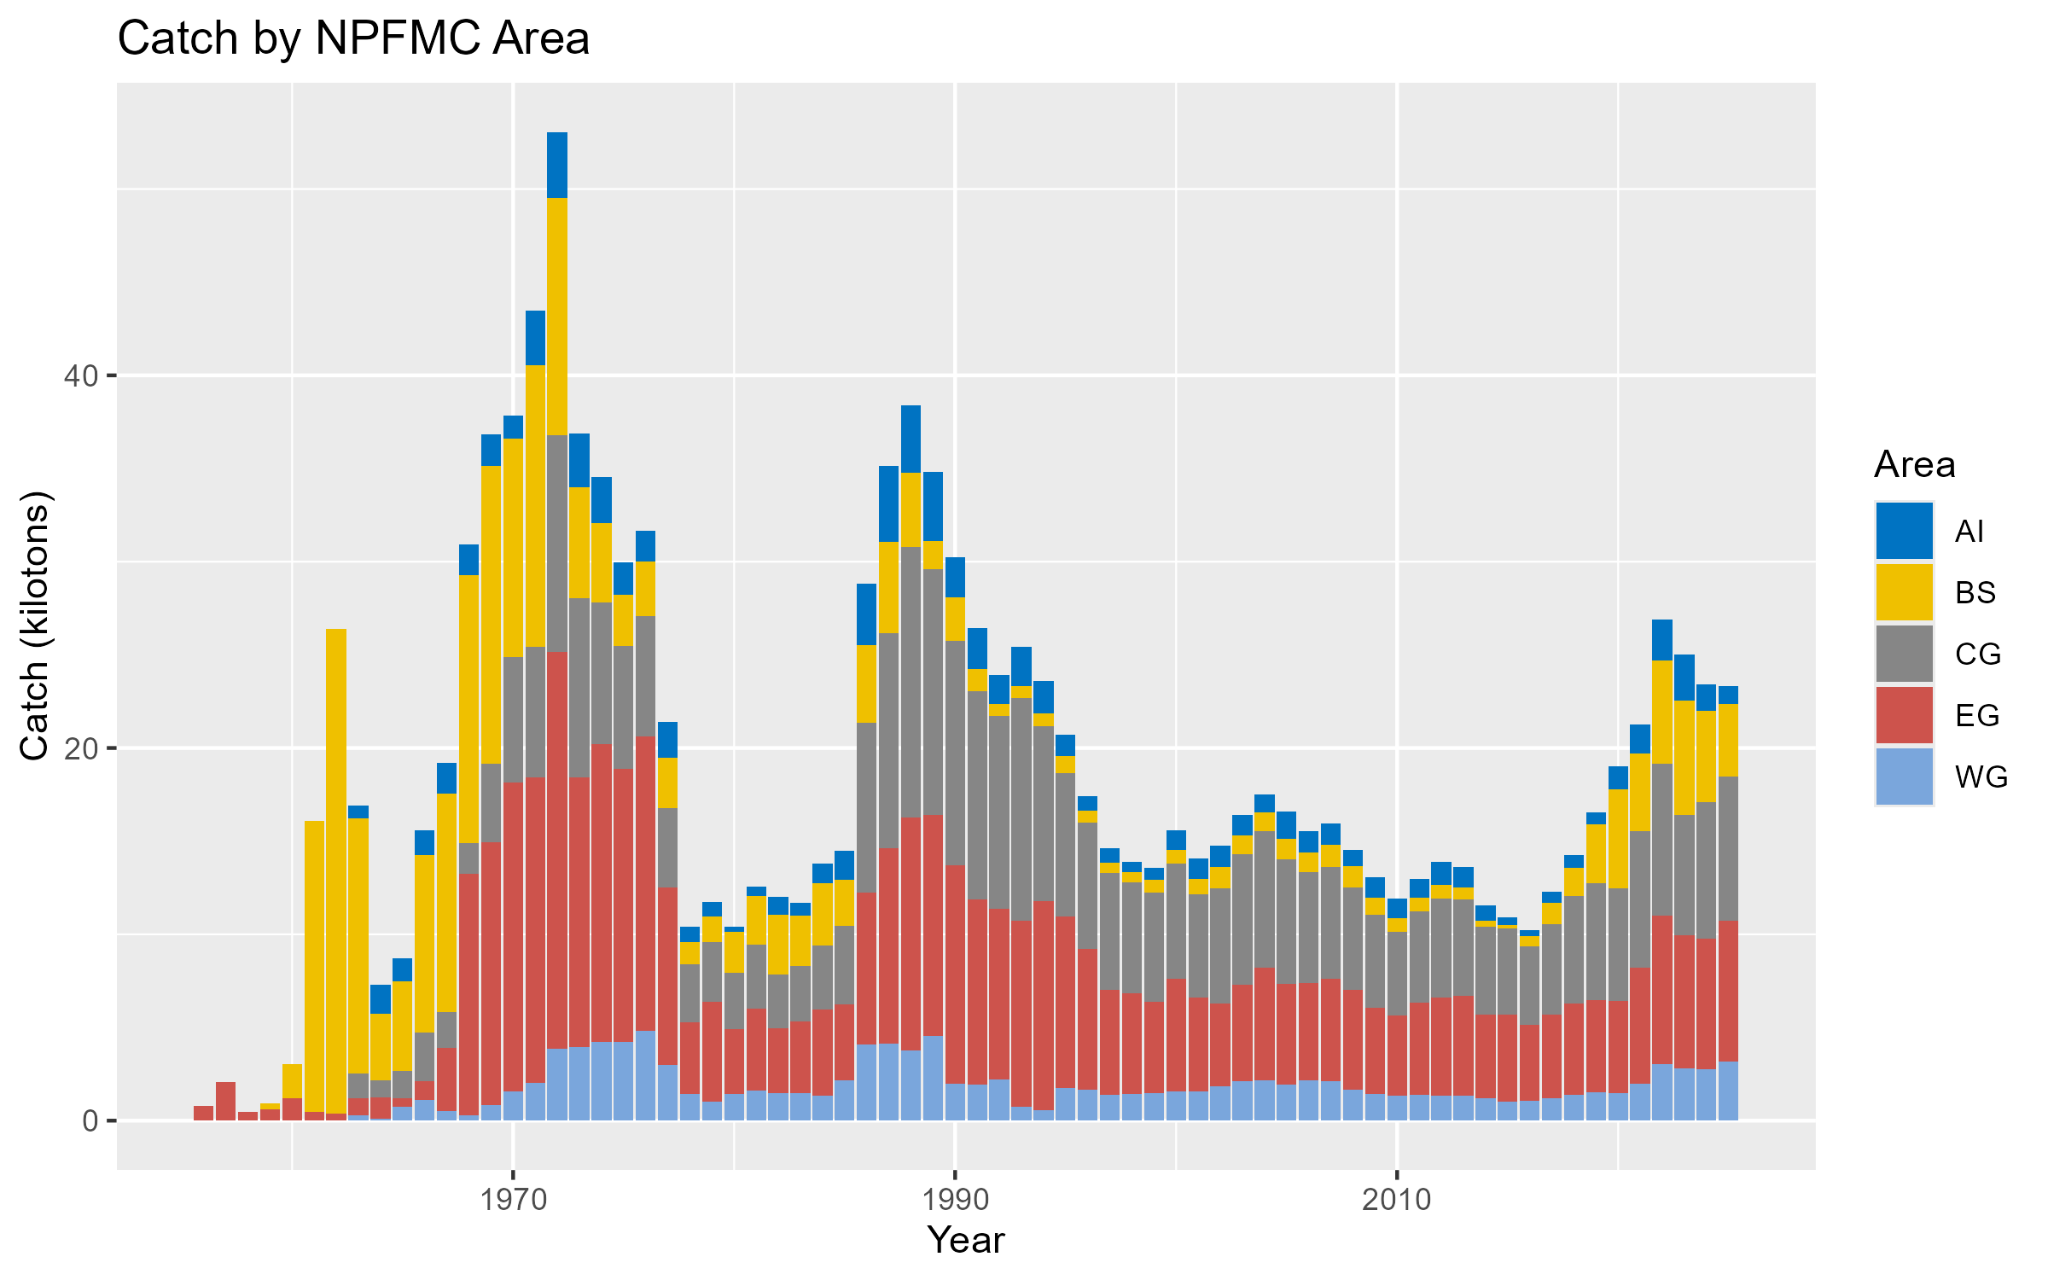 Catch by NPFMC Area
Catch (kilotons)
40
20
0
1970
1990
2010
Year
Area
AI
BS
CG
EG
WG